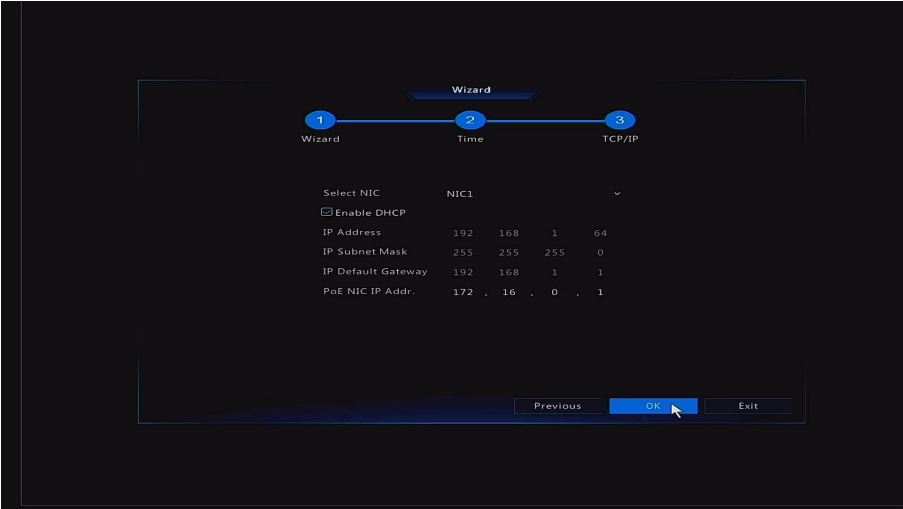 Wizard
1 2 3
Wizard Time TCP/IP
Select NIC NIC1
Enable DHCP
IP Address 192 168 1 64
IP Subnet Mask 255 255 255 0
IP Default Gateway 192 168 1 1
PoE NIC IP Addr. 172 . 16 . 0 . 1
Previous OK Exit